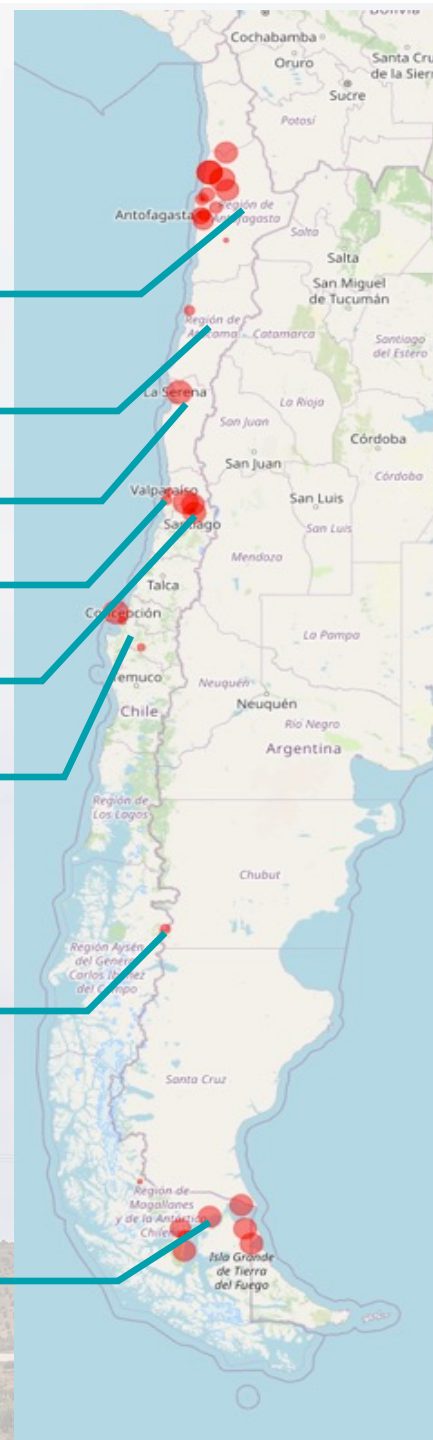 Bolivia
Cochabamba
Oruro
Santa Cruz
de la Sierr
Sucre
Potosí
Antofagasta
Región de
Antofagasta
Salta
Salta
San Miguel
de Tucumán
Región de
Atacama
Catamarca
Santiago
del Estero
La Serena
La Rioja
San Juan
Córdoba
San Juan
Córdoba
Valparaíso
San Luis
Santiago
San Luis
Mendoza
Talca
Concepción
La Pampa
Temuco
Neuquén
Neuquén
Chile
Río Negro
Argentina
Región de
Los Lagos
Chubut
Región Aysén
del General
Carlos Ibáñez
del Campo
Santa Cruz
Región de
Magallanes
y de la Antártica
Chilena
Isla Grande
de Tierra
del Fuego